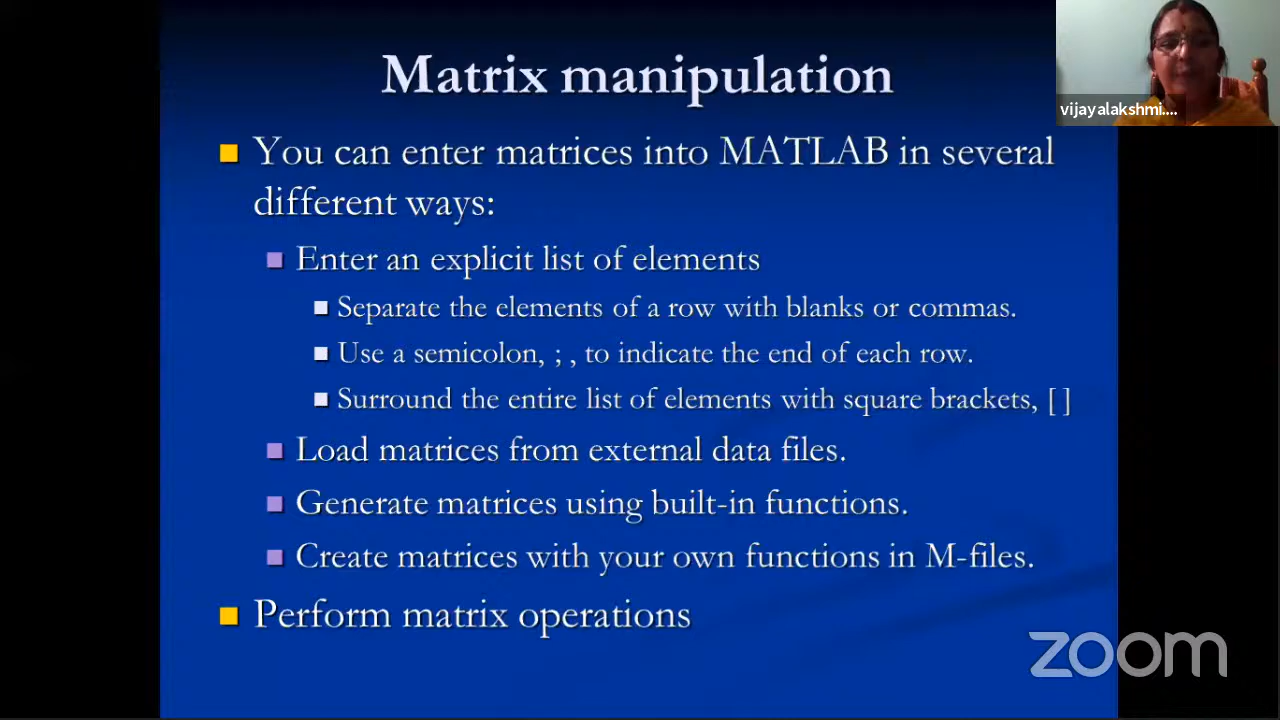 Matrix manipulation
vijayalakshmi....
You can enter matrices into MATLAB in several
different ways:
Enter an explicit list of elements
Separate the elements of a row with blanks or commas.
Use a semicolon, ; , to indicate the end of each row.
Surround the entire list of elements with square brackets, [ ]
Load matrices from external data files.
Generate matrices using built-in functions.
Create matrices with your own functions in M-files.
Perform matrix operations
zoom